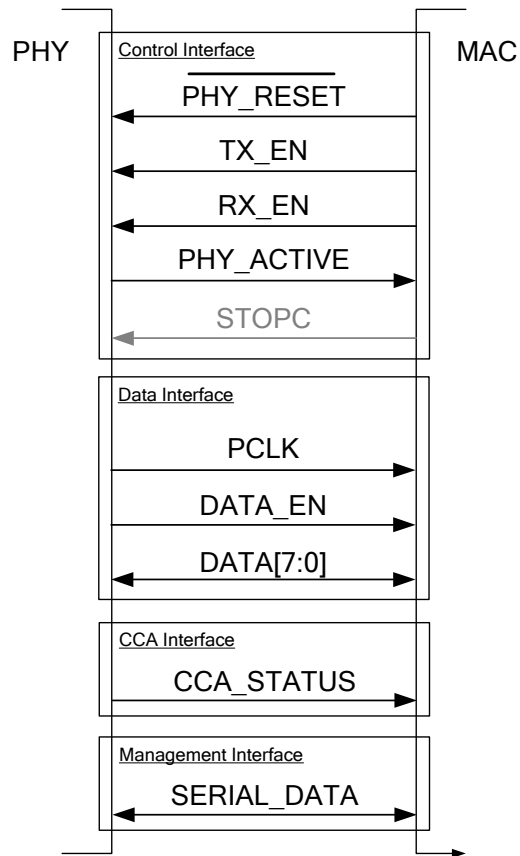 PHY
MAC
Control Interface
PHY_RESET
TX_EN
RX_EN
PHY_ACTIVE
STOPC
Data Interface
PCLK
DATA_EN
DATA[7:0]
CCA Interface
CCA_STATUS
Management Interface
SERIAL_DATA